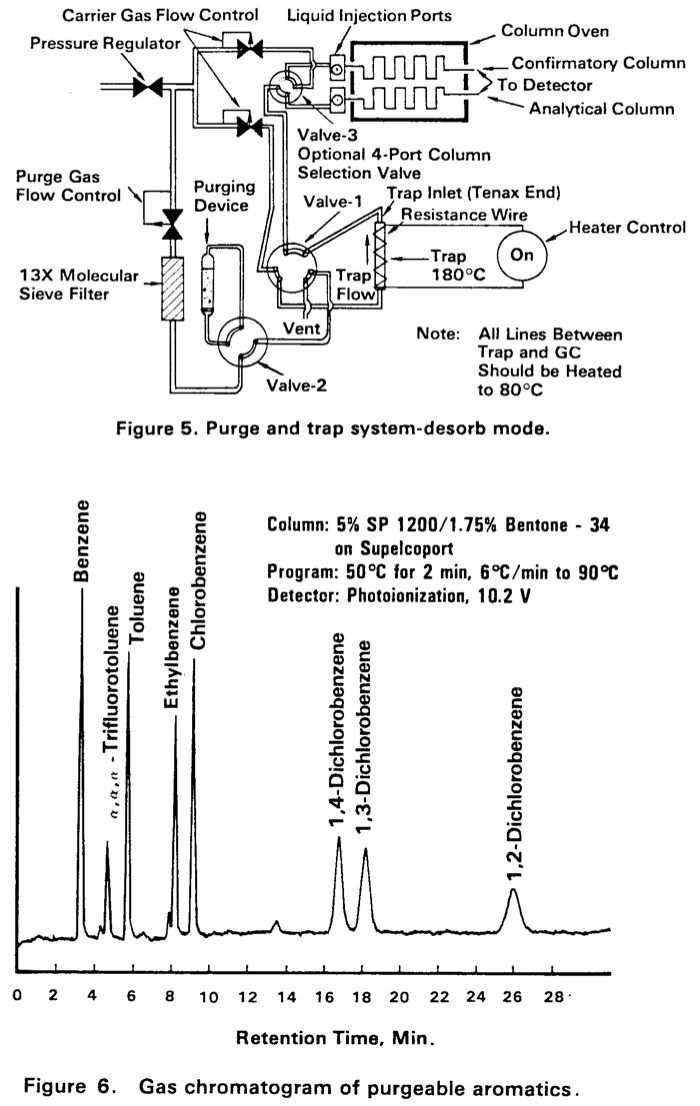 Carrier Gas Flow Control
Liquid Injection Ports
Pressure Regulator
Column Oven
Confirmatory Column
To Detector
Analytical Column
Valve-3
Optional 4-Port Column
Selection Valve
Purge Gas
Flow Control
Purging
Device
Valve-1
Trap Inlet (Tenax End)
Resistance Wire
Heater Control
On
Trap
180°C
Trap
Flow
13X Molecular
Sieve Filter
Vent
Valve-2
Note: All Lines Between
Trap and GC
Should be Heated
to 80°C
Figure 5. Purge and trap system-desorb mode.
Column: 5% SP 1200/1.75% Bentone - 34
on Supelcoport
Program: 50°C for 2 min, 6°C/min to 90°C
Detector: Photoionization, 10.2 V
Benzene
α,α,α - Trifluorotoluene
Toluene
Ethylbenzene
Chlorobenzene
1,4-Dichlorobenzene
1,3-Dichlorobenzene
1,2-Dichlorobenzene
0 2 4 6 8 10 12 14 16 18 20 22 24 26 28
Retention Time, Min.
Figure 6. Gas chromatogram of purgeable aromatics.